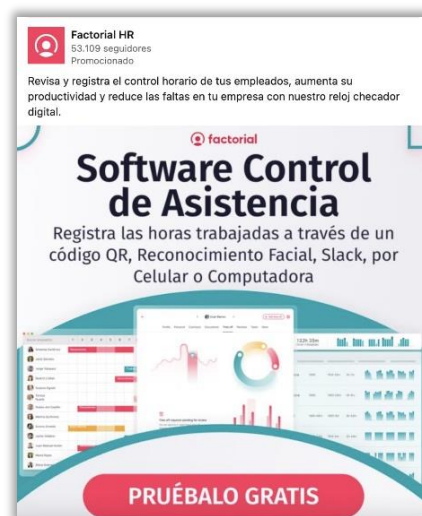 Factorial HR
53.109 seguidores
Promocionado
Revisa y registra el control horario de tus empleados, aumenta su
productividad y reduce las faltas en tu empresa con nuestro reloj checador
digital.
factorial
Software Control
de Asistencia
Registra las horas trabajadas a través de un
código QR, Reconocimiento Facial, Slack, por
Celular o Computadora
PRUÉBALO GRATIS